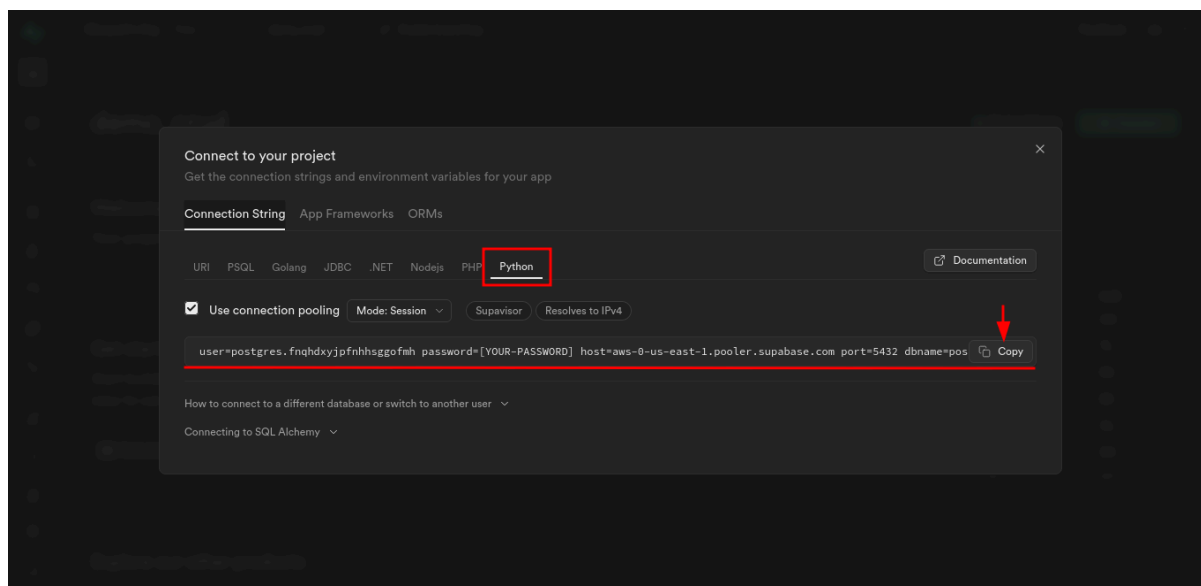 Connect to your project
Get the connection strings and environment variables for your app
Connection String App Frameworks ORMs
URI PSQL Golang JDBC .NET Nodejs PHP Python
Documentation
Use connection pooling Mode: Session Supavisor Resolves to IPv4
user=postgres.fnqhdxyjpfnhhsggofmh password=[YOUR-PASSWORD] host=aws-0-us-east-1.pooler.supabase.com port=5432 dbname=pos Copy
How to connect to a different database or switch to another user
Connecting to SQL Alchemy